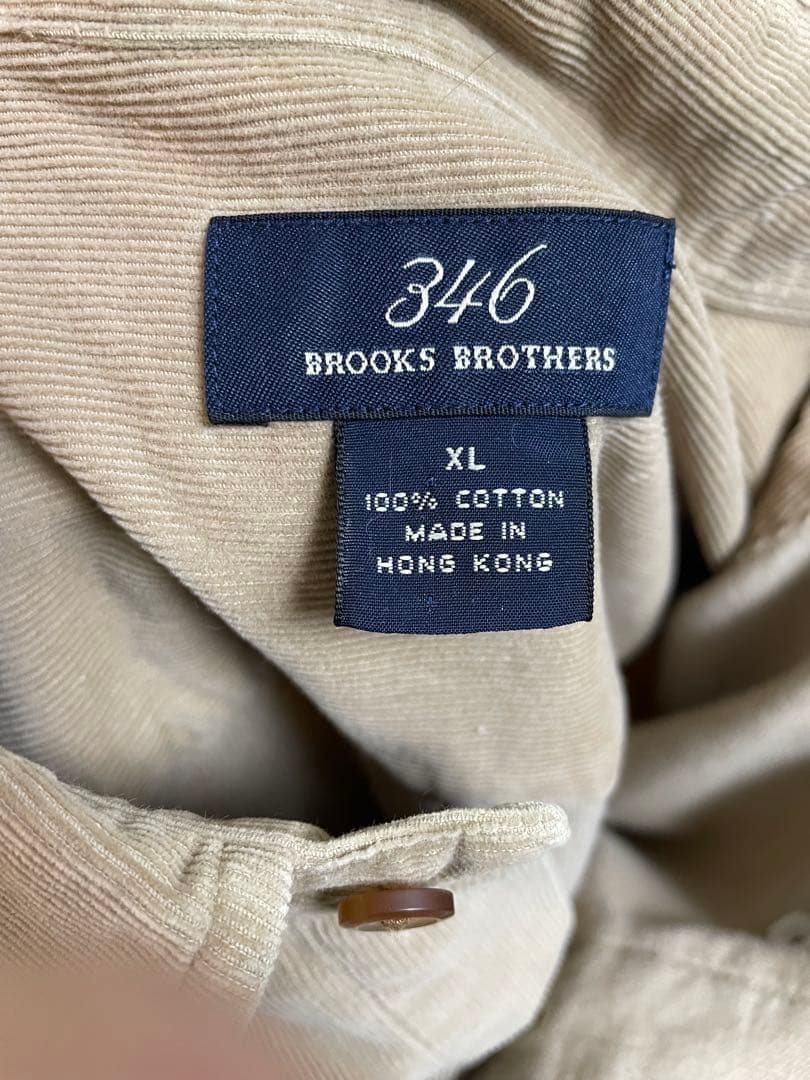 346
BROOKS BROTHERS
XL
100% COTTON
MADE IN
HONG KONG